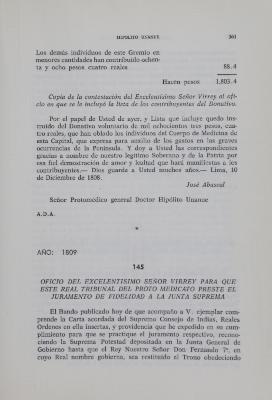 HIPOLITO UNANUE 361
Los demás individuos de este Gremio en
menores cantidades han contribuído ochen-
ta y ocho pesos cuatro reales 88.4
Hacen pesos 1,803.4
Copia de la contestación del Excelentísimo Señor Virrey al ofi-
cio en que se le incluyó la lista de los contribuyentes del Donativo.
Por el papel de Usted de ayer, y Lista que incluye quedo ins-
truído del Donativo voluntario de mil ochocientos tres pesos, cua-
tro reales, que han oblado los individuos del Cuerpo de Medicina de
esta Capital, que expresa para auxilio de los gastos en las graves
ocurrencias de la Península. Y doy a Usted las correspondientes
gracias a nombre de nuestro legítimo Soberano y de la Patria por
esa fiel demostración de amor y lealtad que hará manifiestas a los
contribuyentes.— Dios guarde a Usted muchos años.— Lima, 10
de Diciembre de 1808.
José Abascal
Señor Protomédico general Doctor Hipólito Unánue
A.D.A.
*
AÑO: 1809
145
OFICIO DEL EXCELENTISIMO SEÑOR VIRREY PARA QUE
ESTE REAL TRIBUNAL DEL PROTO MEDICATO PRESTE EL
JURAMENTO DE FIDELIDAD A LA JUNTA SUPREMA
El Bando publicado hoy de que acompaño a V. ejemplar com-
prende la Carta acordada del Supremo Consejo de Indias, Reales
Ordenes en ella insertas, y providencia que he expedido en su cum-
plimiento para que se practique el juramento respectivo, recono-
ciendo la Suprema Potestad depositada en la Junta General de
Gobierno hasta que el Rey Nuestro Señor Don Fernando 7º, en
cuyo Real nombre gobierna, sea restituído al Trono obedeciendo